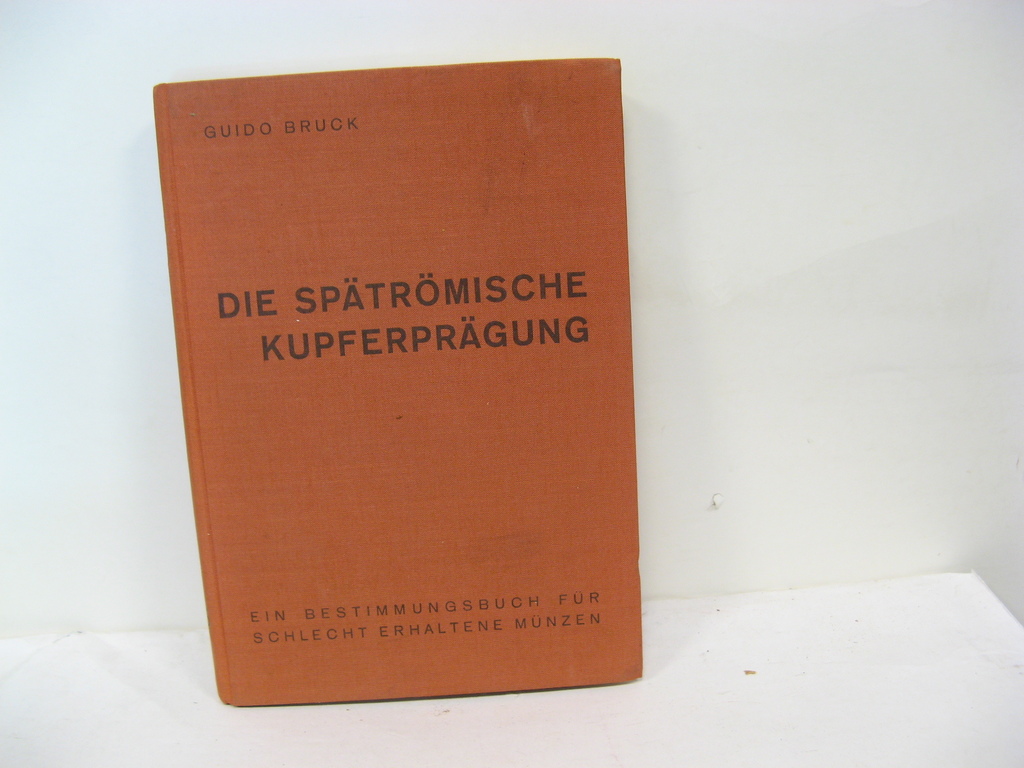 GUIDO BRUCK
DIE SPÄTRÖMISCHE
KUPFERPRÄGUNG
EIN BESTIMMUNGSBUCH FÜR
SCHLECHT ERHALTENE MÜNZEN